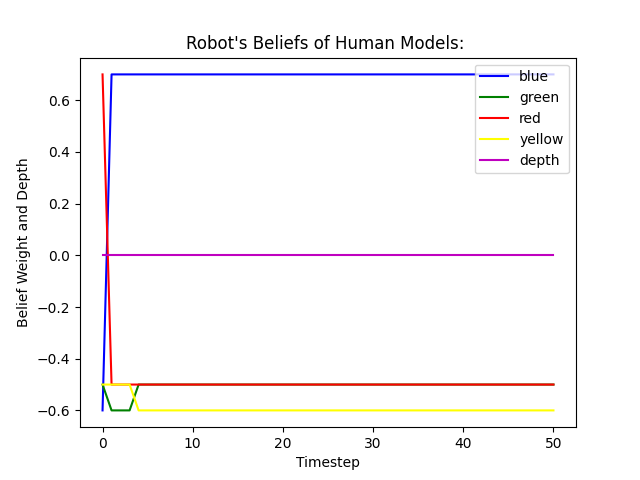 Robot's Beliefs of Human Models:
blue
green
red
yellow
depth
Belief Weight and Depth
0.6
0.4
0.2
0.0
−0.2
−0.4
−0.6
0 10 20 30 40 50
Timestep